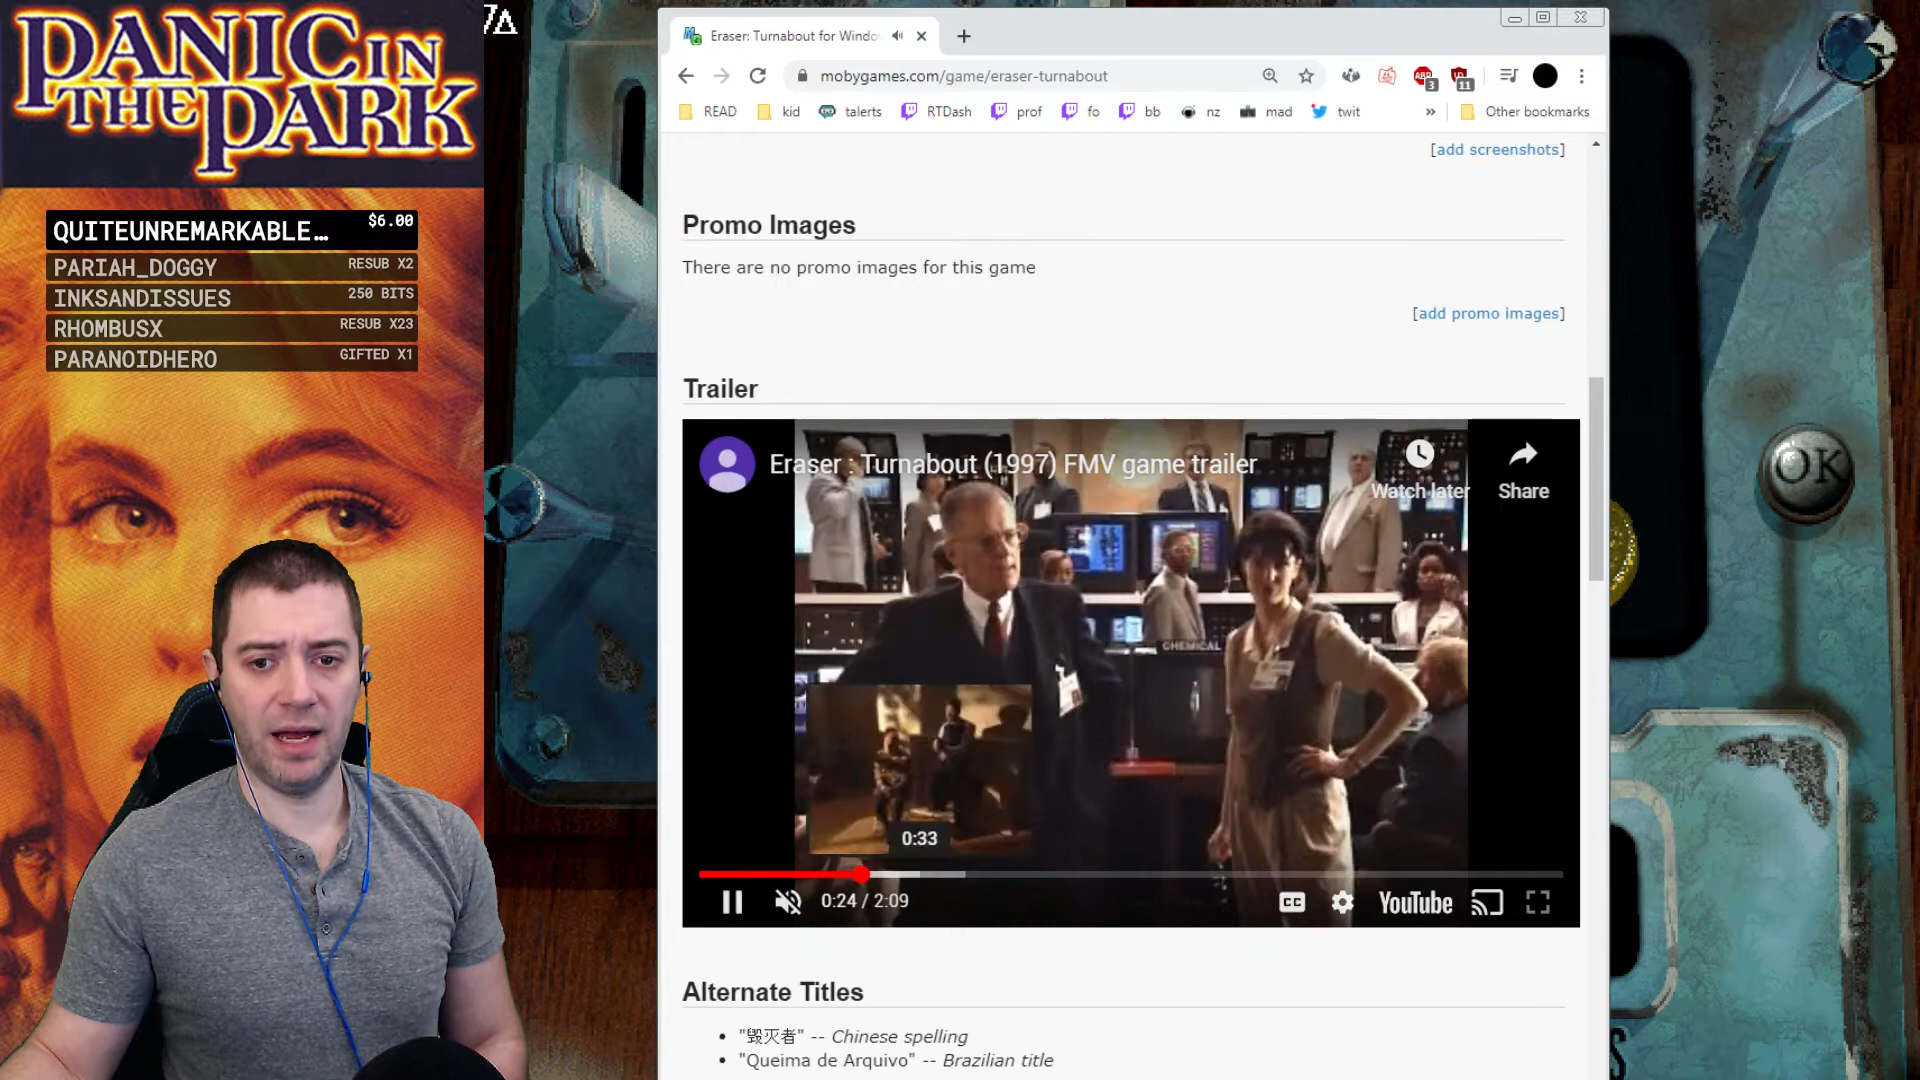 PANIC IN
THE PARK
QUITEUNREMARKABLE… $6.00
PARIAH_DOGGY RESUB X2
INKSANDISSUES 250 BITS
RHOMBUSX RESUB X23
PARANOIDHERO GIFTED X1
Eraser: Turnabout for Windo
mobygames.com/game/eraser-turnabout
ABP 3
11
READ kid talerts RTDash prof fo bb nz mad twit » Other bookmarks
[add screenshots]
Promo Images
There are no promo images for this game
[add promo images]
Trailer
Eraser : Turnabout (1997) FMV game trailer
Watch later
Share
CHEMICAL
0:33
0:24 / 2:09
CC
YouTube
Alternate Titles
• "毁灭者" -- Chinese spelling
• "Queima de Arquivo" -- Brazilian title
OK